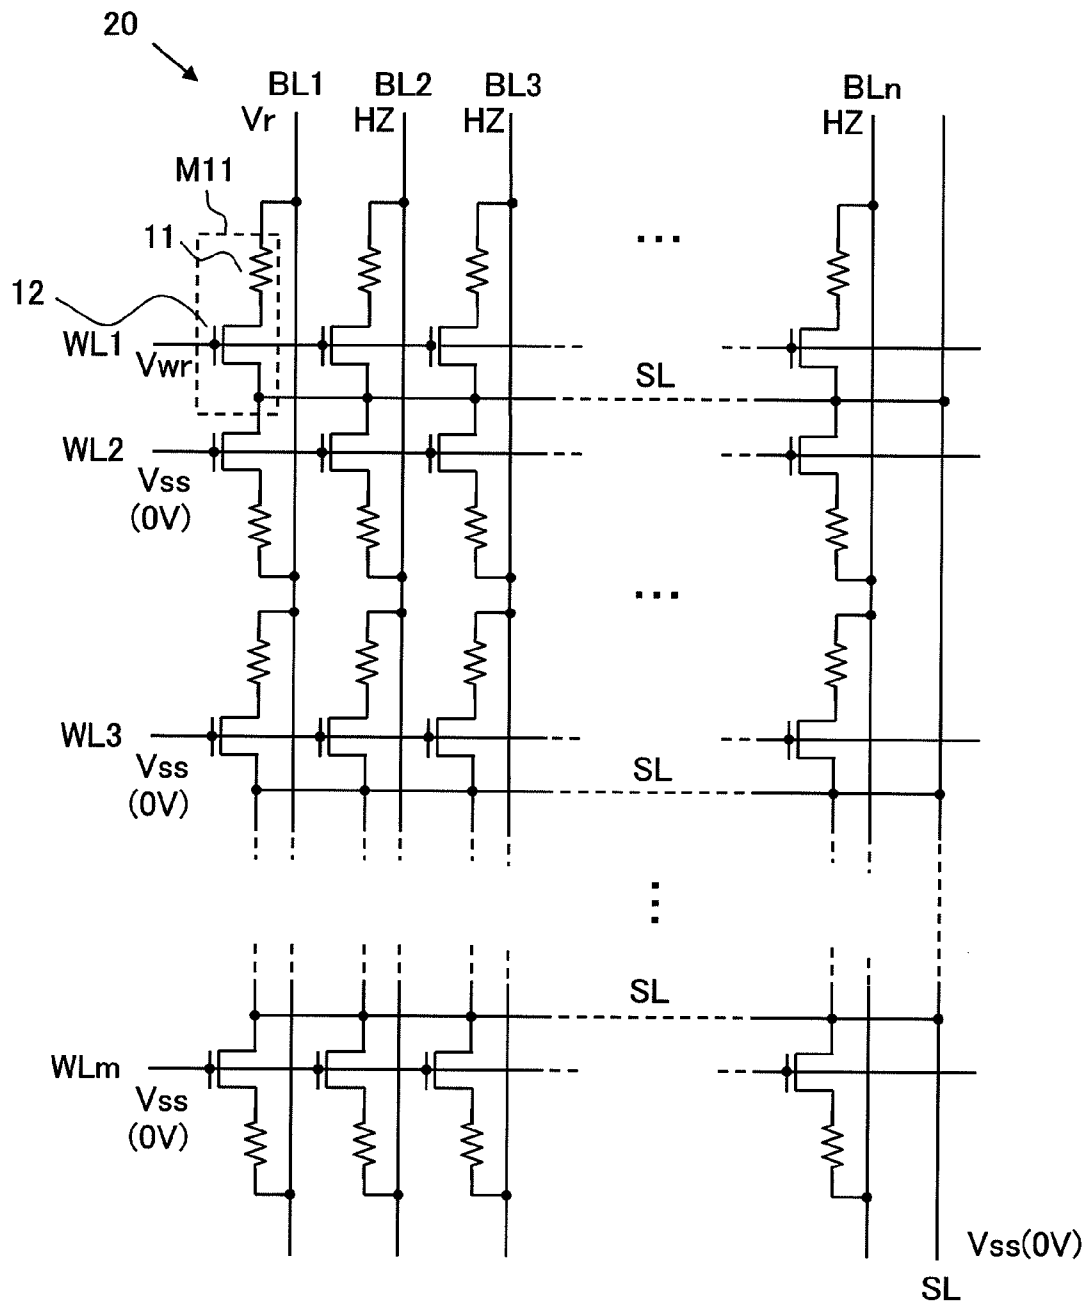 20
BL1 BL2 BL3 BLn
Vr HZ HZ HZ
M11
11
...
12
WL1
Vwr
SL
WL2
Vss
(0V)
...
WL3
Vss
(0V)
SL
SL
WLm
Vss
(0V)
Vss(0V)
SL